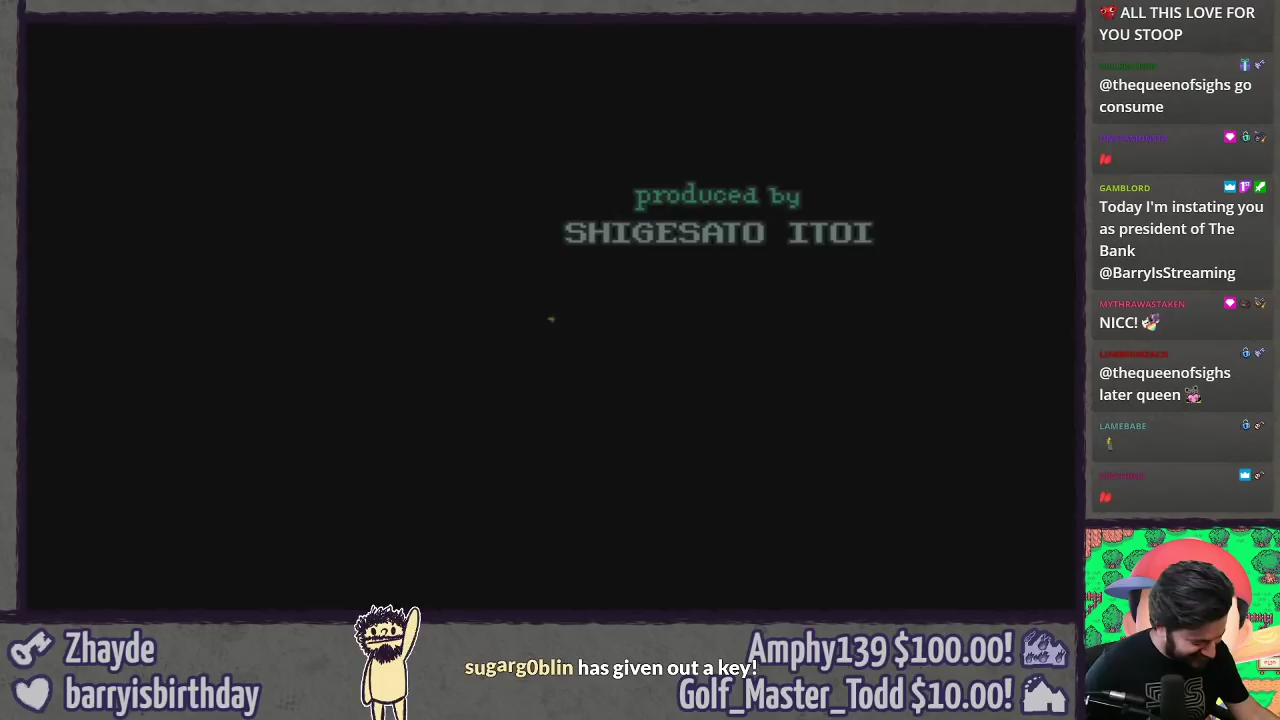 produced by
SHIGESATO ITOI
ALL THIS LOVE FOR
YOU STOOP
@thequeenofsighs go
consume
GAMBLORD
Today I'm instating you
as president of The
Bank
@BarryIsStreaming
MYTHRAWASTAKEN
NICC!
@thequeenofsighs
later queen
LAMEBABE
Zhayde
barryisbirthday
sugarg0blin has given out a key!
Amphy139 $100.00!
Golf_Master_Todd $10.00!